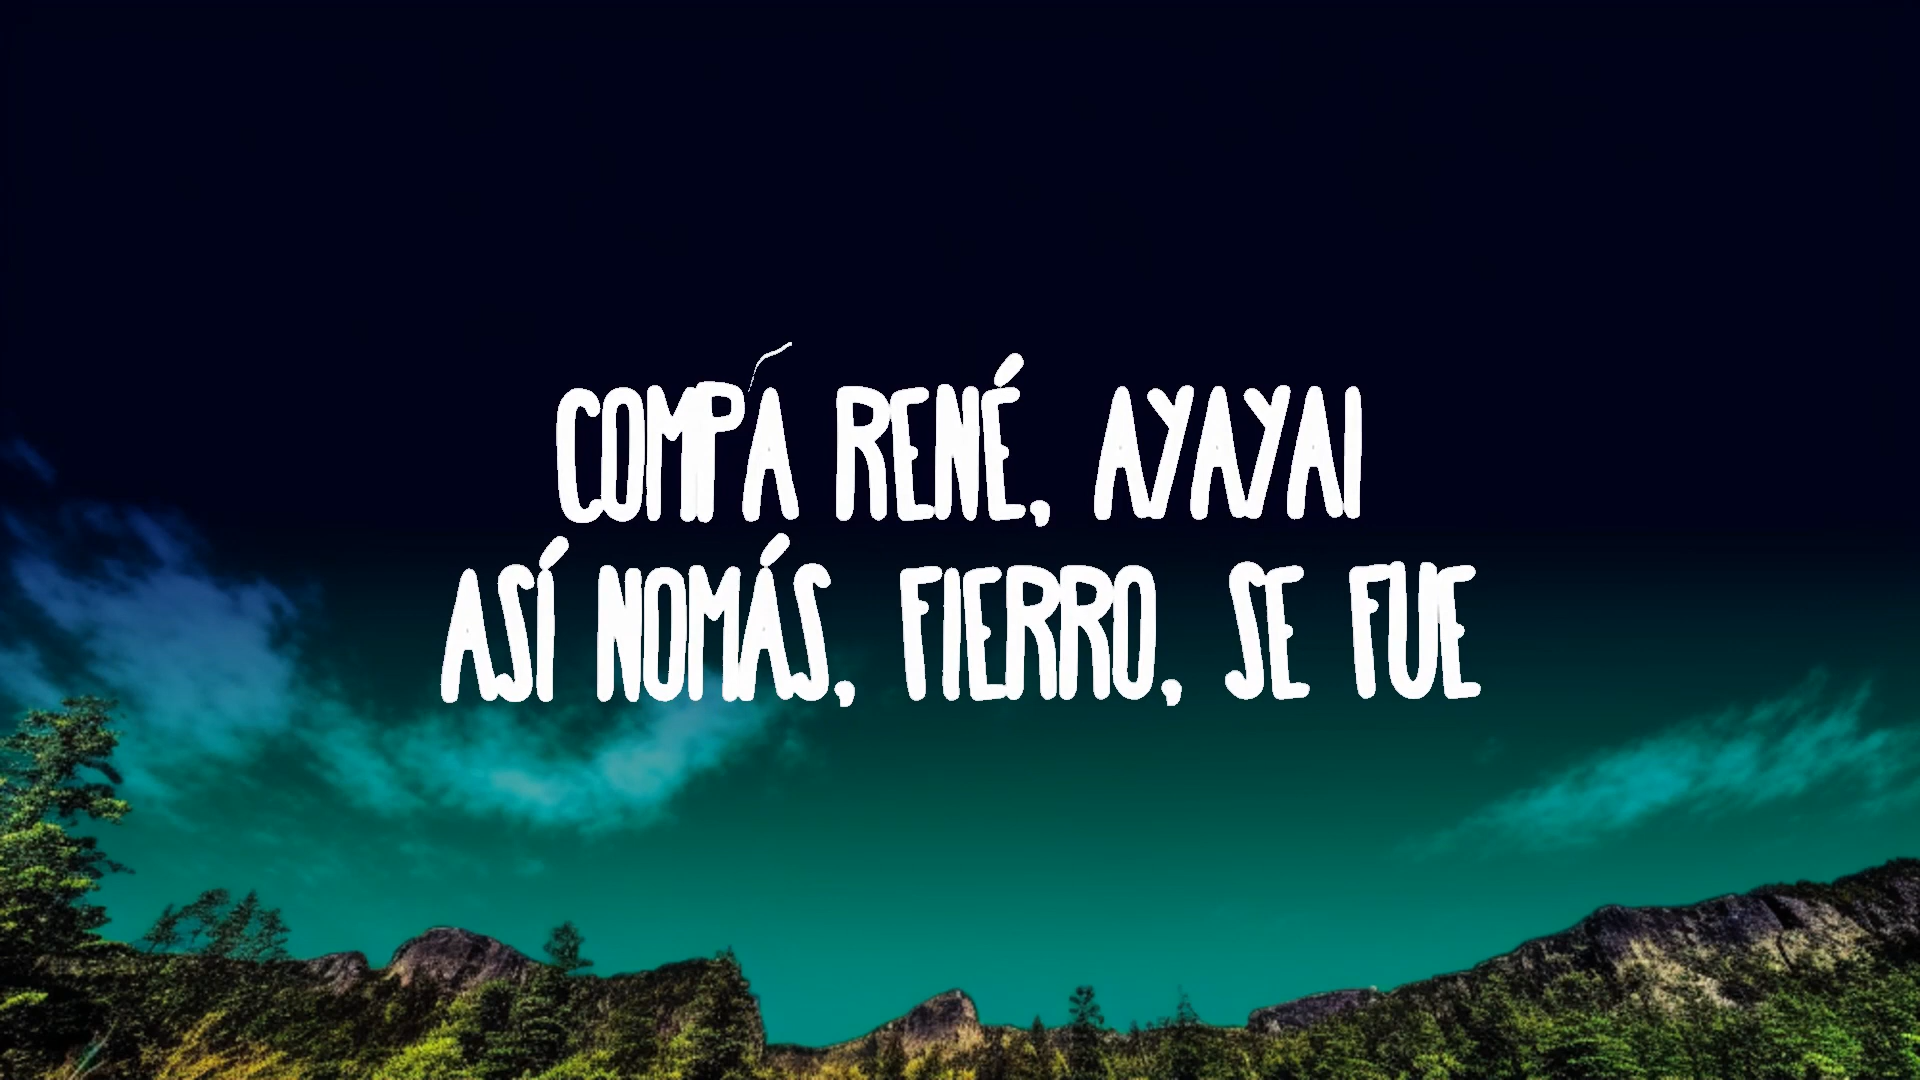 COMPÁ RENÉ, AYAYAI
ASÍ NOMÁS, FIERRO, SE FUE